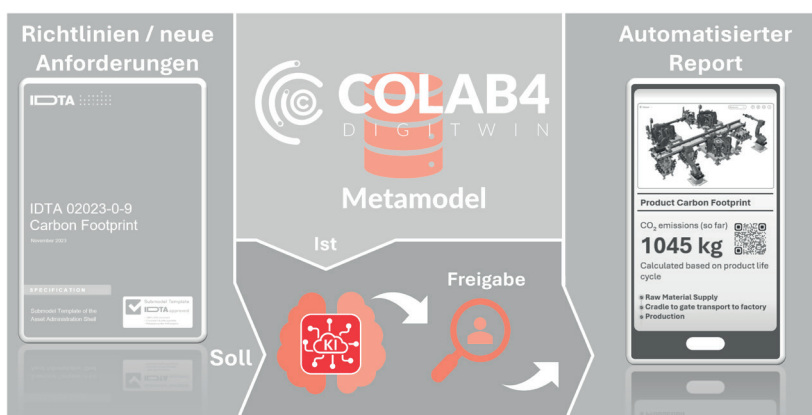 Richtlinien / neue
Anforderungen
IDTA
IDTA 02023-0-9
Carbon Footprint
November 2023
SPECIFICATION
Submodel Template of the
Asset Administration Shell
Submodel Template
IDTA
COLAB4
DIGITWIN
Metamodel
Ist
Soll
KI
Freigabe
Automatisierter
Report
Product Carbon Footprint
CO₂ emissions (so far)
1045 kg
Calculated based on product life
cycle
Raw Material Supply
Cradle to gate transport to factory
Production